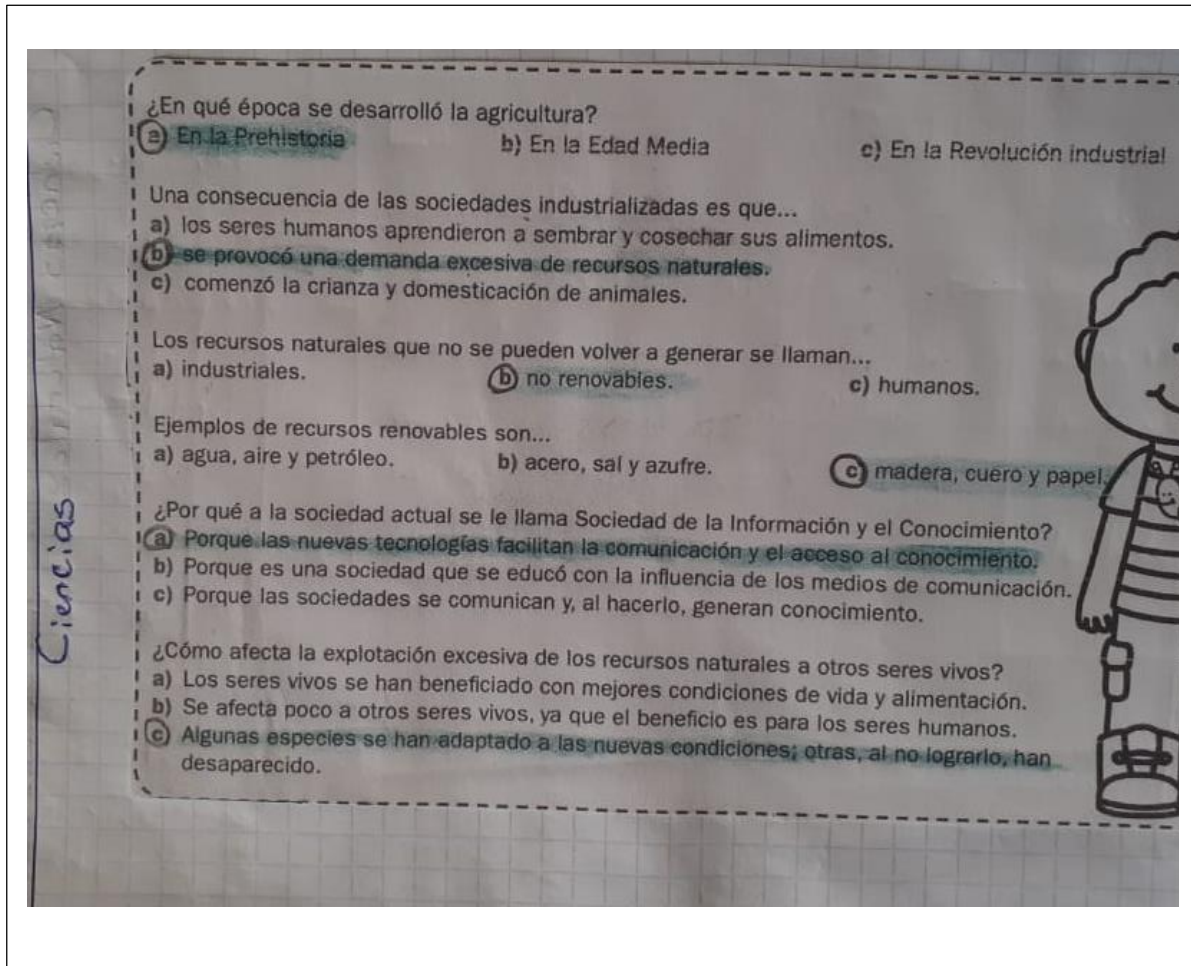 ¿En qué época se desarrolló la agricultura?
a) En la Prehistoria b) En la Edad Media c) En la Revolución industrial
Una consecuencia de las sociedades industrializadas es que...
a) los seres humanos aprendieron a sembrar y cosechar sus alimentos.
b) se provocó una demanda excesiva de recursos naturales.
c) comenzó la crianza y domesticación de animales.
Los recursos naturales que no se pueden volver a generar se llaman...
a) industriales. b) no renovables. c) humanos.
Ejemplos de recursos renovables son...
a) agua, aire y petróleo. b) acero, sal y azufre. c) madera, cuero y papel.
¿Por qué a la sociedad actual se le llama Sociedad de la Información y el Conocimiento?
a) Porque las nuevas tecnologías facilitan la comunicación y el acceso al conocimiento.
b) Porque es una sociedad que se educó con la influencia de los medios de comunicación.
c) Porque las sociedades se comunican y, al hacerlo, generan conocimiento.
¿Cómo afecta la explotación excesiva de los recursos naturales a otros seres vivos?
a) Los seres vivos se han beneficiado con mejores condiciones de vida y alimentación.
b) Se afecta poco a otros seres vivos, ya que el beneficio es para los seres humanos.
c) Algunas especies se han adaptado a las nuevas condiciones; otras, al no lograrlo, han
desaparecido.
Ciencias